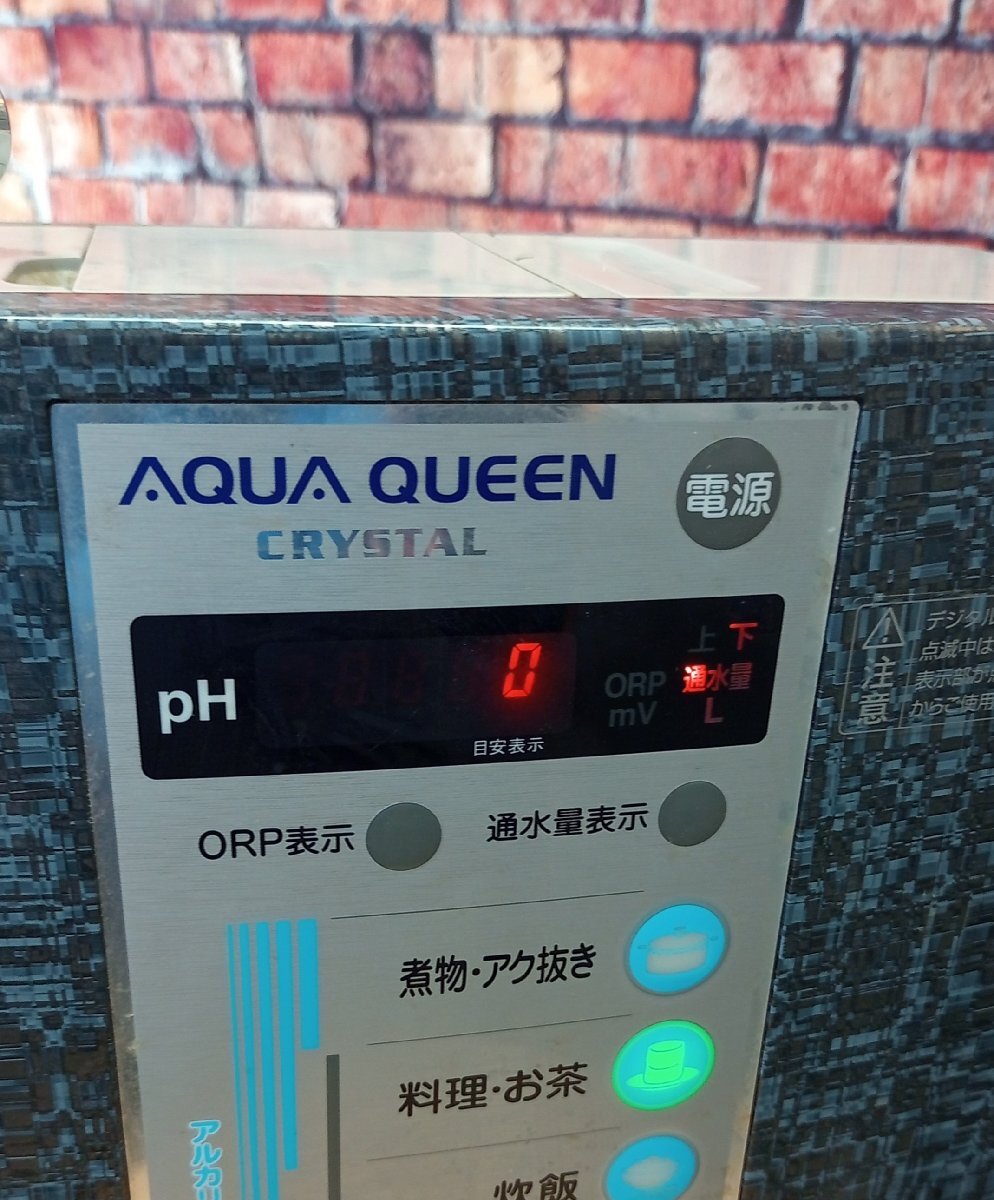 AQUA QUEEN
CRYSTAL
電源
pH
0
上 下
ORP 通水量
mV L
目安表示
ORP表示
通水量表示
注意
デジタル
点滅中は
表示部が
からご使用
煮物・アク抜き
料理・お茶
炊飯
アルカリ